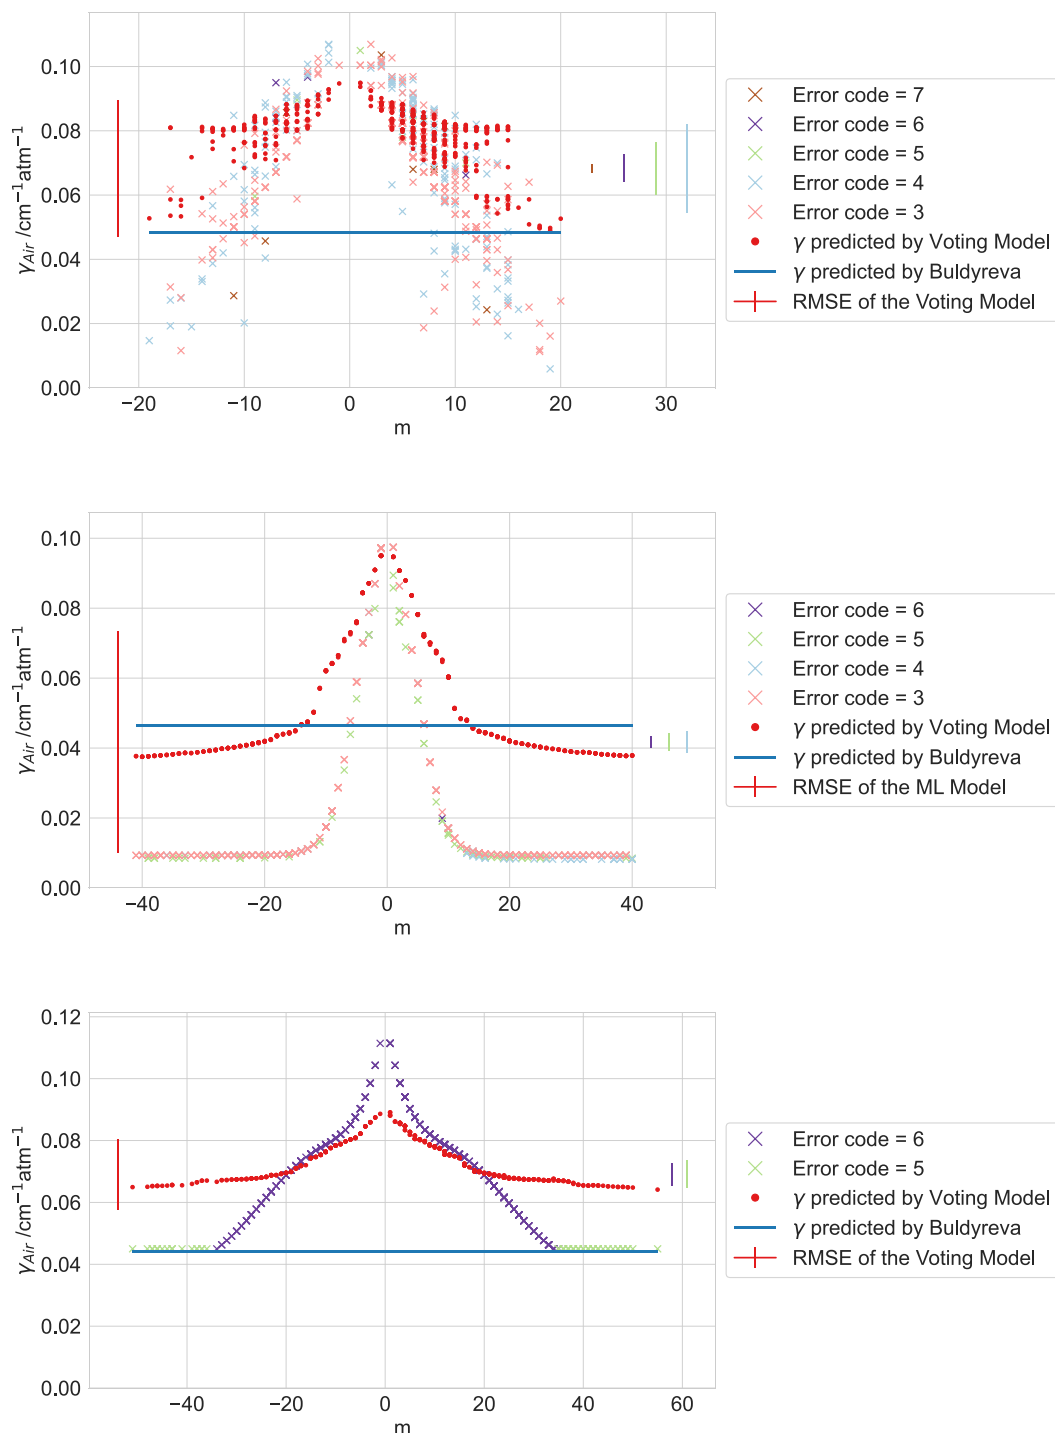 0.10
0.08
0.06
0.04
0.02
0.00
γAir /cm⁻¹atm⁻¹
−20
−10
0
10
20
30
m
Error code = 7
Error code = 6
Error code = 5
Error code = 4
Error code = 3
γ predicted by Voting Model
γ predicted by Buldyreva
RMSE of the Voting Model
0.10
0.08
0.06
0.04
0.02
0.00
γAir /cm⁻¹atm⁻¹
−40
−20
0
20
40
m
Error code = 6
Error code = 5
Error code = 4
Error code = 3
γ predicted by Voting Model
γ predicted by Buldyreva
RMSE of the ML Model
0.12
0.10
0.08
0.06
0.04
0.02
0.00
γAir /cm⁻¹atm⁻¹
−40
−20
0
20
40
60
m
Error code = 6
Error code = 5
γ predicted by Voting Model
γ predicted by Buldyreva
RMSE of the Voting Model